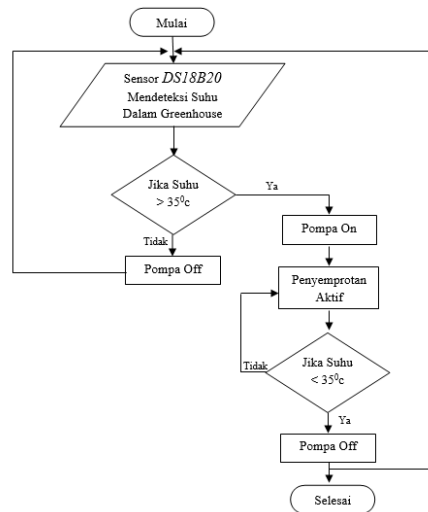 Mulai
Sensor DS18B20
Mendeteksi Suhu
Dalam Greenhouse
Jika Suhu
> 35⁰c
Ya
Tidak
Pompa Off
Pompa On
Penyemprotan
Aktif
Jika Suhu
< 35⁰c
Tidak
Ya
Pompa Off
Selesai